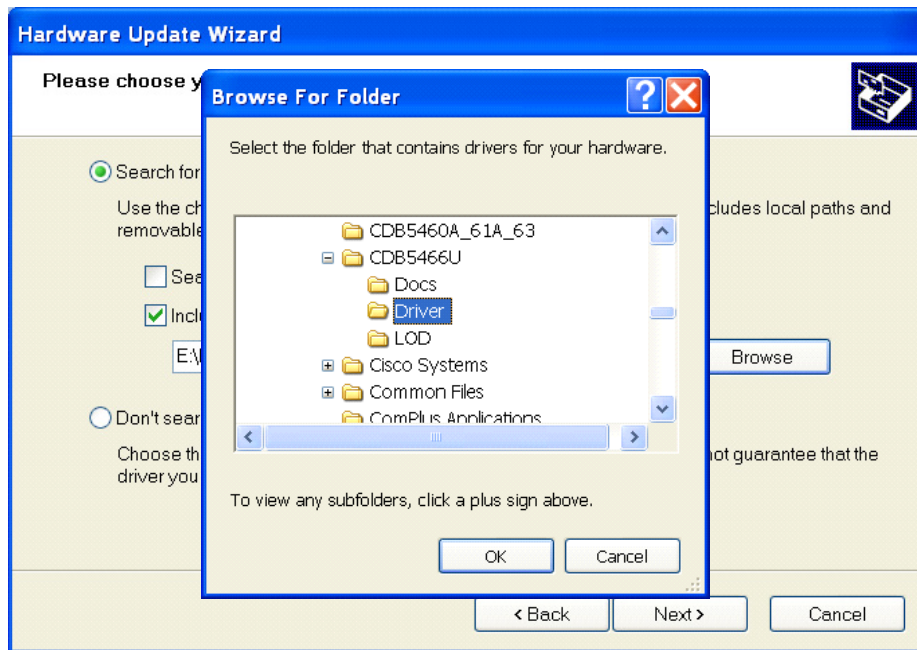 Hardware Update Wizard
Please choose y
Browse For Folder
Select the folder that contains drivers for your hardware.
Search for
Use the ch
cludes local paths and
removable
CDB5460A_61A_63
CDB5466U
Docs
Driver
LOD
Cisco Systems
Common Files
ComPlus Applications
Sea
Incl
E:\
Browse
Don't sear
Choose th
not guarantee that the
driver you
To view any subfolders, click a plus sign above.
OK
Cancel
< Back
Next >
Cancel